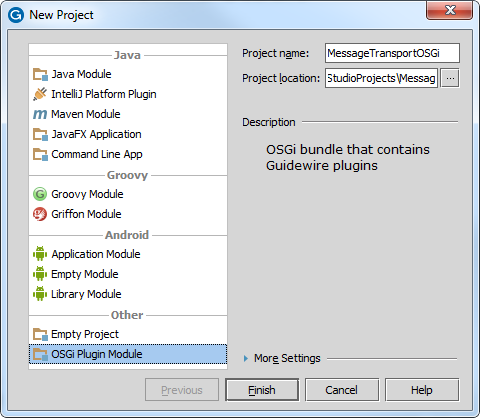 New Project
Java
Java Module
IntelliJ Platform Plugin
Maven Module
JavaFX Application
Command Line App
Groovy
Groovy Module
Griffon Module
Android
Application Module
Empty Module
Library Module
Other
Empty Project
OSGi Plugin Module
Project name: MessageTransportOSGi
Project location: StudioProjects\Messag ...
Description
OSGi bundle that contains
Guidewire plugins
More Settings
Previous Finish Cancel Help